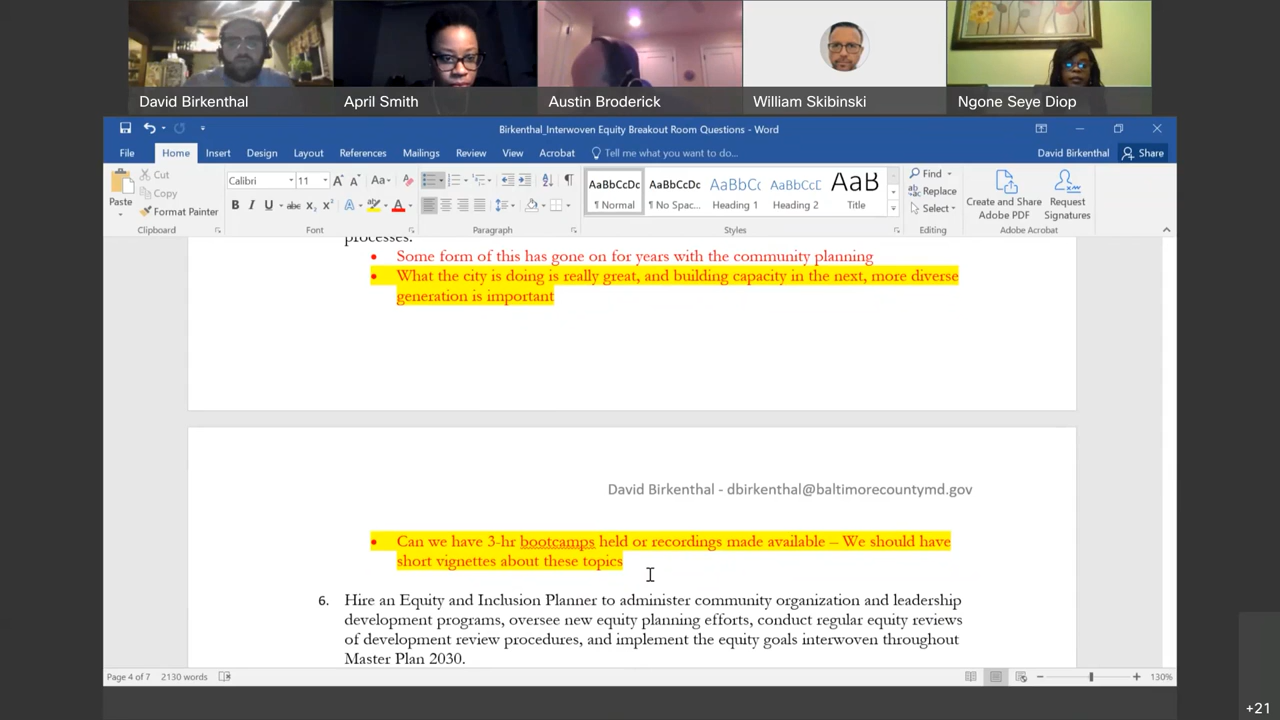 David Birkenthal
April Smith
Austin Broderick
William Skibinski
Ngone Seye Diop
Birkenthal_Interwoven Equity Breakout Room Questions - Word
File Home Insert Design Layout References Mailings Review View Acrobat Tell me what you want to do... David Birkenthal Share
Paste
Cut
Copy
Format Painter
Clipboard
Calibri 11
Font
Paragraph
AaBbCcDc
¶ Normal
AaBbCcDc
¶ No Spac...
AaBbCc
Heading 1
AaBbCcD
Heading 2
AaB
Title
Styles
Find
Replace
Select
Editing
Create and Share
Adobe PDF
Request
Signatures
Adobe Acrobat
processes.
• Some form of this has gone on for years with the community planning
• What the city is doing is really great, and building capacity in the next, more diverse
generation is important
David Birkenthal - dbirkenthal@baltimorecountymd.gov
• Can we have 3-hr bootcamps held or recordings made available – We should have
short vignettes about these topics
6. Hire an Equity and Inclusion Planner to administer community organization and leadership
development programs, oversee new equity planning efforts, conduct regular equity reviews
of development review procedures, and implement the equity goals interwoven throughout
Master Plan 2030.
Page 4 of 7 2130 words 130%
+21